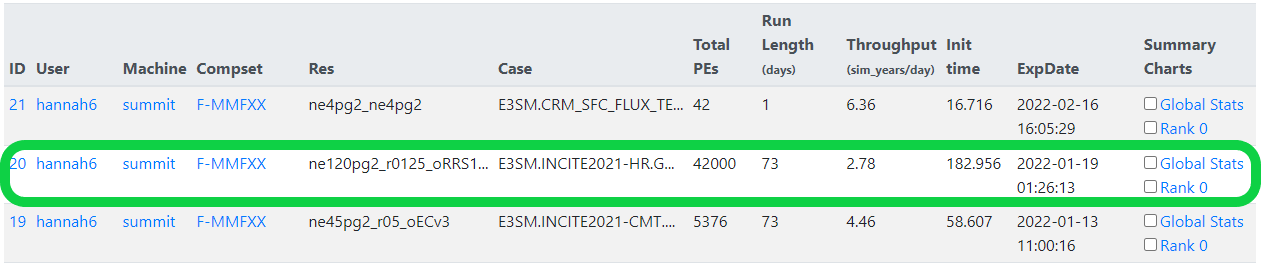 ID User Machine Compset Res Case Total PEs Run Length (days) Throughput (sim_years/day) Init time ExpDate Summary Charts
21 hannah6 summit F-MMFXX ne4pg2_ne4pg2 E3SM.CRM_SFC_FLUX_TE... 42 1 6.36 16.716 2022-02-16 Global Stats
16:05:29 Rank 0
20 hannah6 summit F-MMFXX ne120pg2_r0125_oRRS1... E3SM.INCITE2021-HR.G... 42000 73 2.78 182.956 2022-01-19 Global Stats
01:26:13 Rank 0
19 hannah6 summit F-MMFXX ne45pg2_r05_oECv3 E3SM.INCITE2021-CMT.... 5376 73 4.46 58.607 2022-01-13 Global Stats
11:00:16 Rank 0